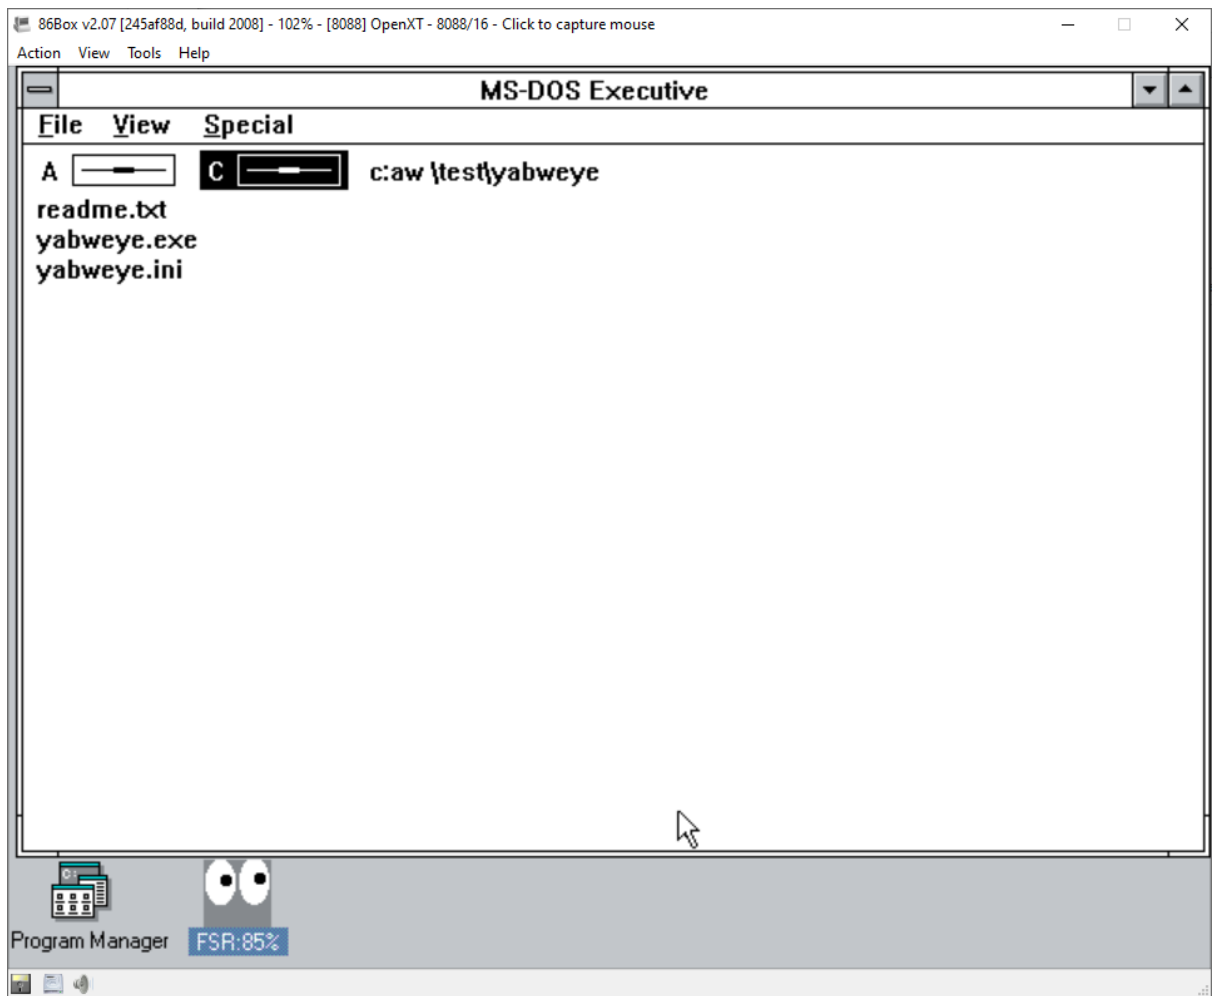 86Box v2.07 [245af88d, build 2008] - 102% - [8088] OpenXT - 8088/16 - Click to capture mouse
Action View Tools Help
MS-DOS Executive
File View Special
A C c:aw \test\yabweye
readme.txt
yabweye.exe
yabweye.ini
C:
Program Manager FSR:85%